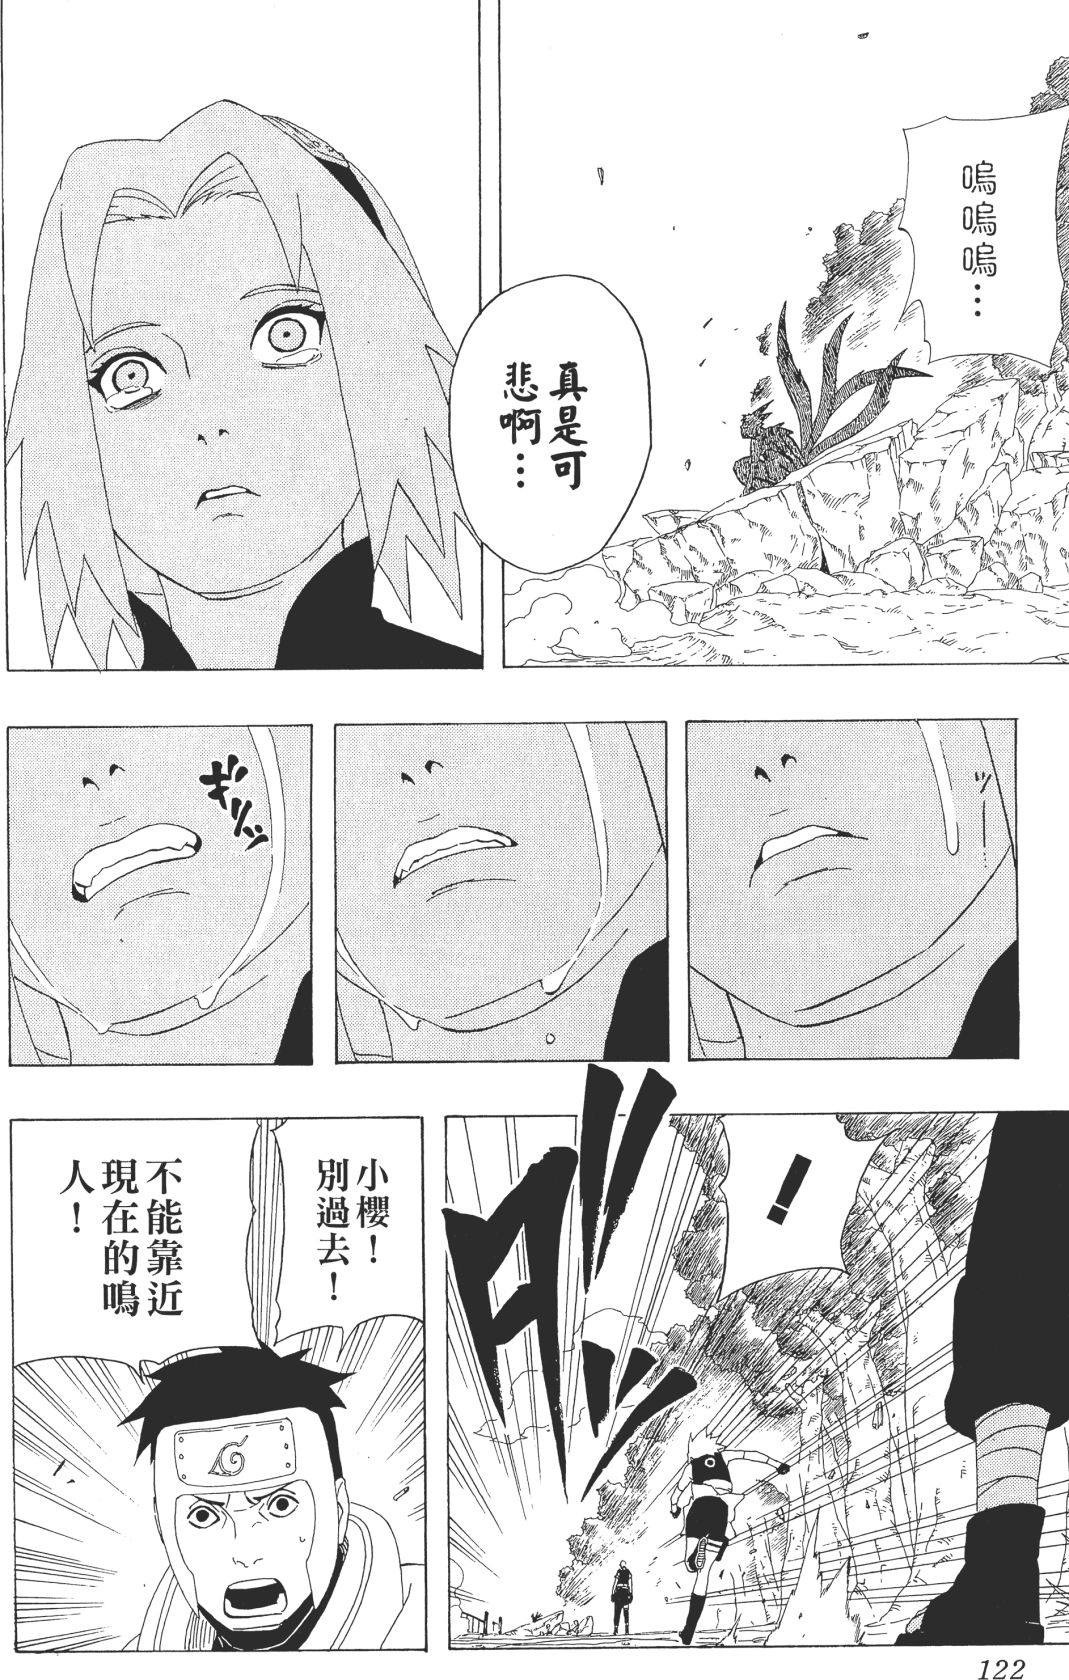 嗚嗚嗚…
真是可
悲啊…
ツー
ギリッ
！
ダッ
小櫻！
別過去！
不能靠近
現在的鳴
人！
122